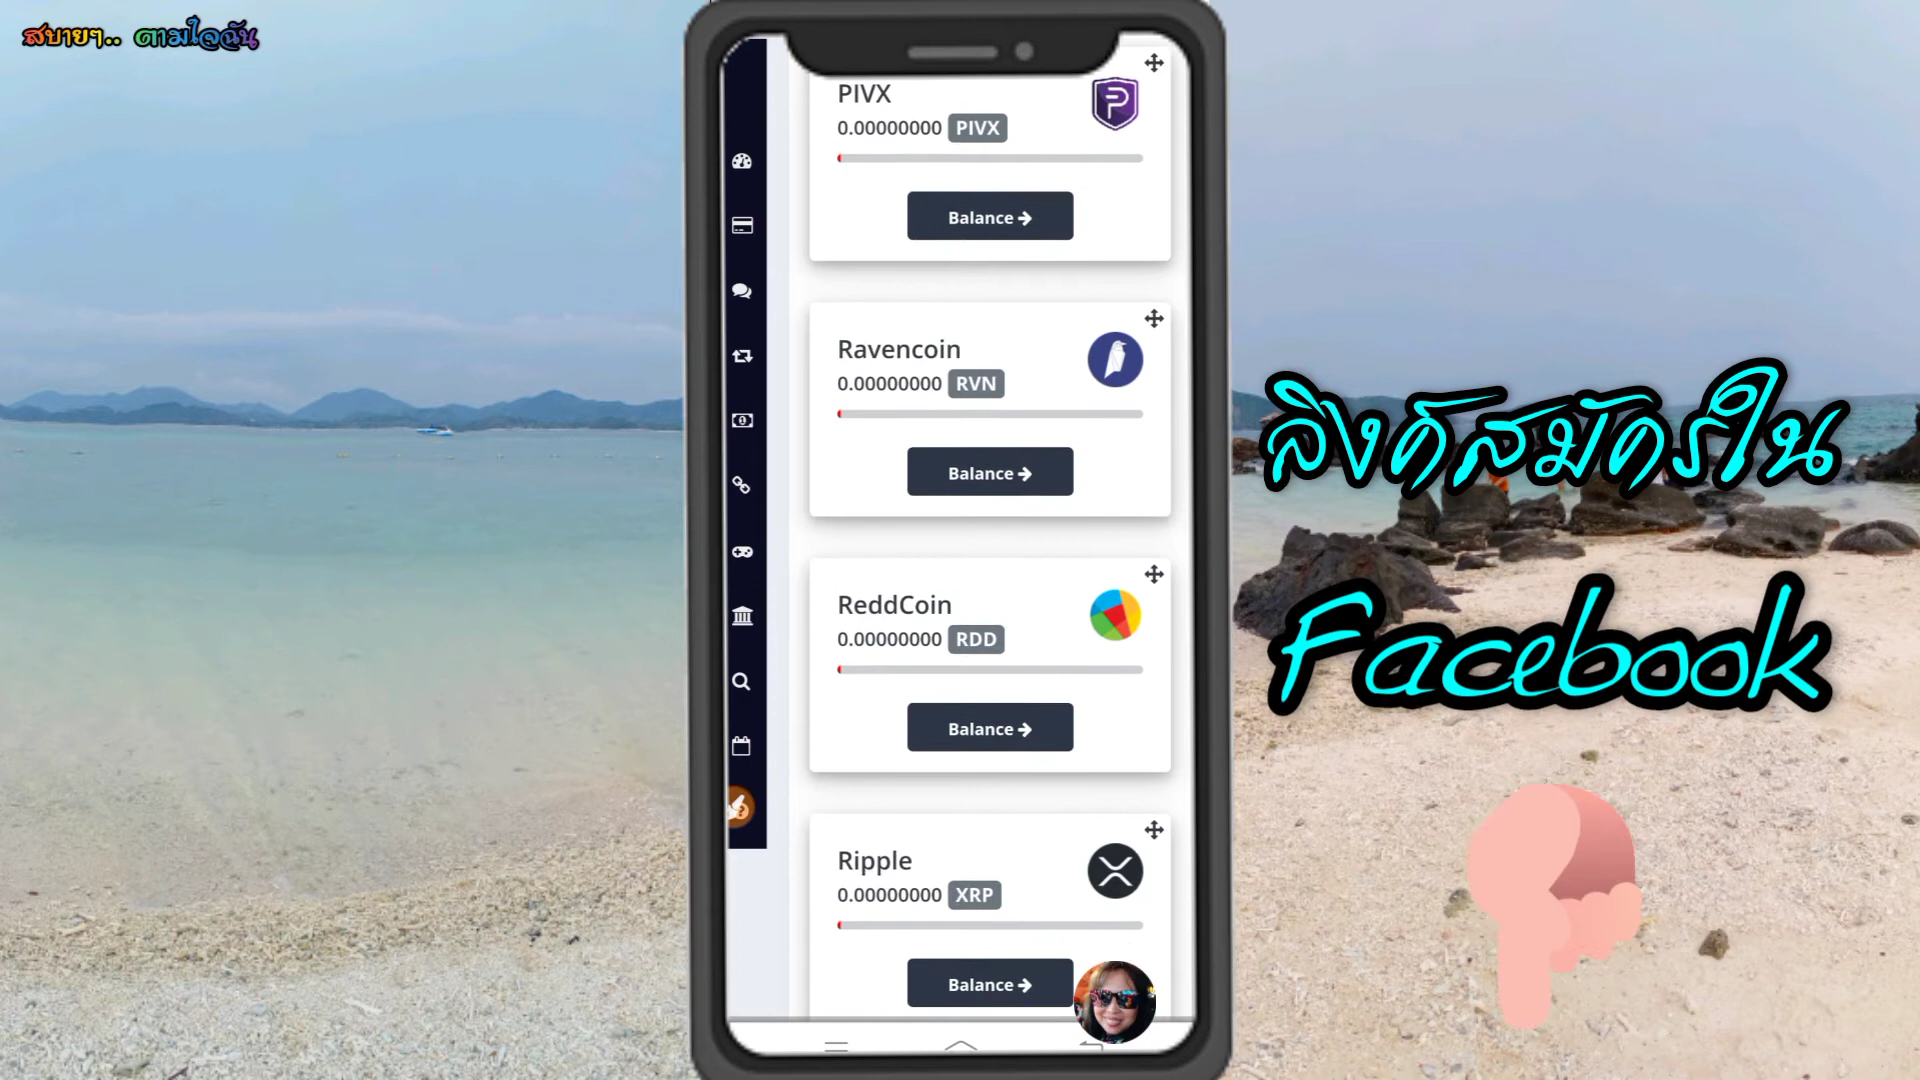 สบายๆ.. ตามใจฉัน
PIVX
0.00000000 PIVX
Balance
Ravencoin
0.00000000 RVN
Balance
ReddCoin
0.00000000 RDD
Balance
Ripple
0.00000000 XRP
Balance
ลิงค์สมัครใน
Facebook